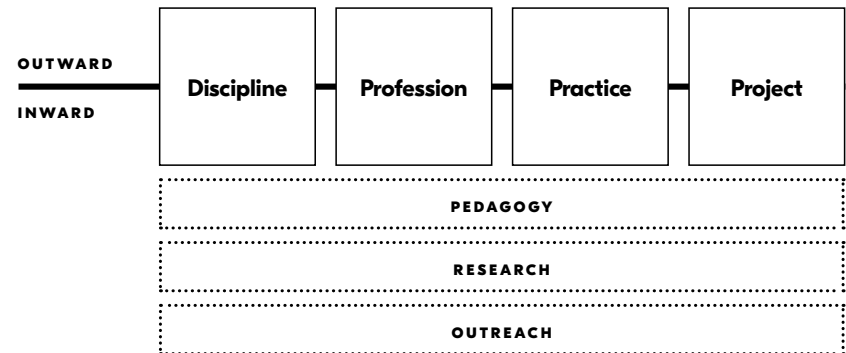 OUTWARD
INWARD
Discipline
Profession
Practice
Project
PEDAGOGY
RESEARCH
OUTREACH